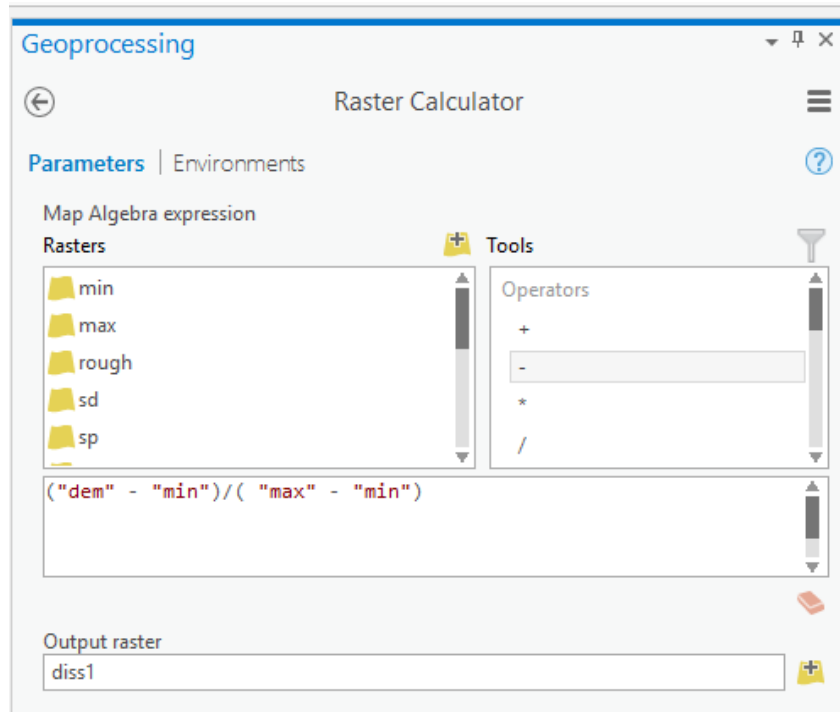 Geoprocessing
Raster Calculator
Parameters | Environments
Map Algebra expression
Rasters
Tools
min
max
rough
sd
sp
Operators
+
-
*
/
("dem" - "min")/( "max" - "min")
Output raster
diss1